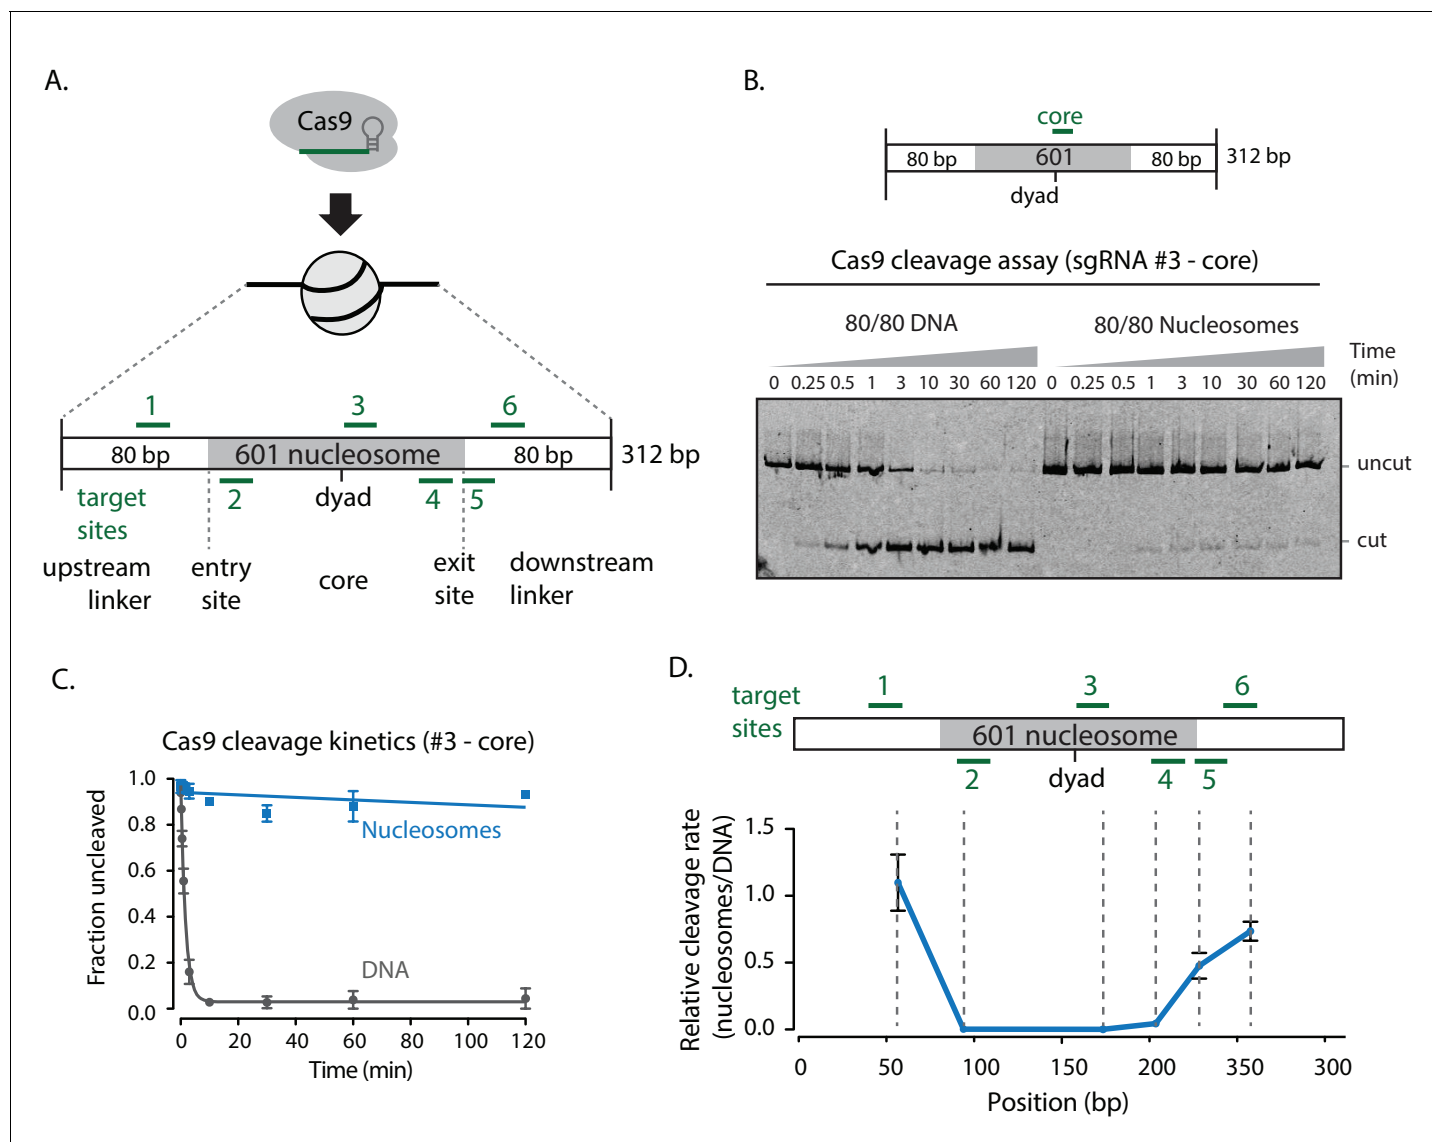 A.
Cas9
1 3 6
80 bp 601 nucleosome 80 bp 312 bp
target sites
2 dyad 4 5
upstream linker
entry site
core
exit site
downstream linker
B.
core
80 bp 601 80 bp 312 bp
dyad
Cas9 cleavage assay (sgRNA #3 - core)
80/80 DNA 80/80 Nucleosomes
Time (min)
0 0.25 0.5 1 3 10 30 60 120 0 0.25 0.5 1 3 10 30 60 120
uncut
cut
C.
Cas9 cleavage kinetics (#3 - core)
Fraction uncleaved
1.0
0.8
0.6
0.4
0.2
0.0
Nucleosomes
DNA
0 20 40 60 80 100 120
Time (min)
D.
target sites
1 3 6
601 nucleosome
2 dyad 4 5
Relative cleavage rate
(nucleosomes/DNA)
1.5
1.0
0.5
0.0
0 50 100 150 200 350 300
Position (bp)